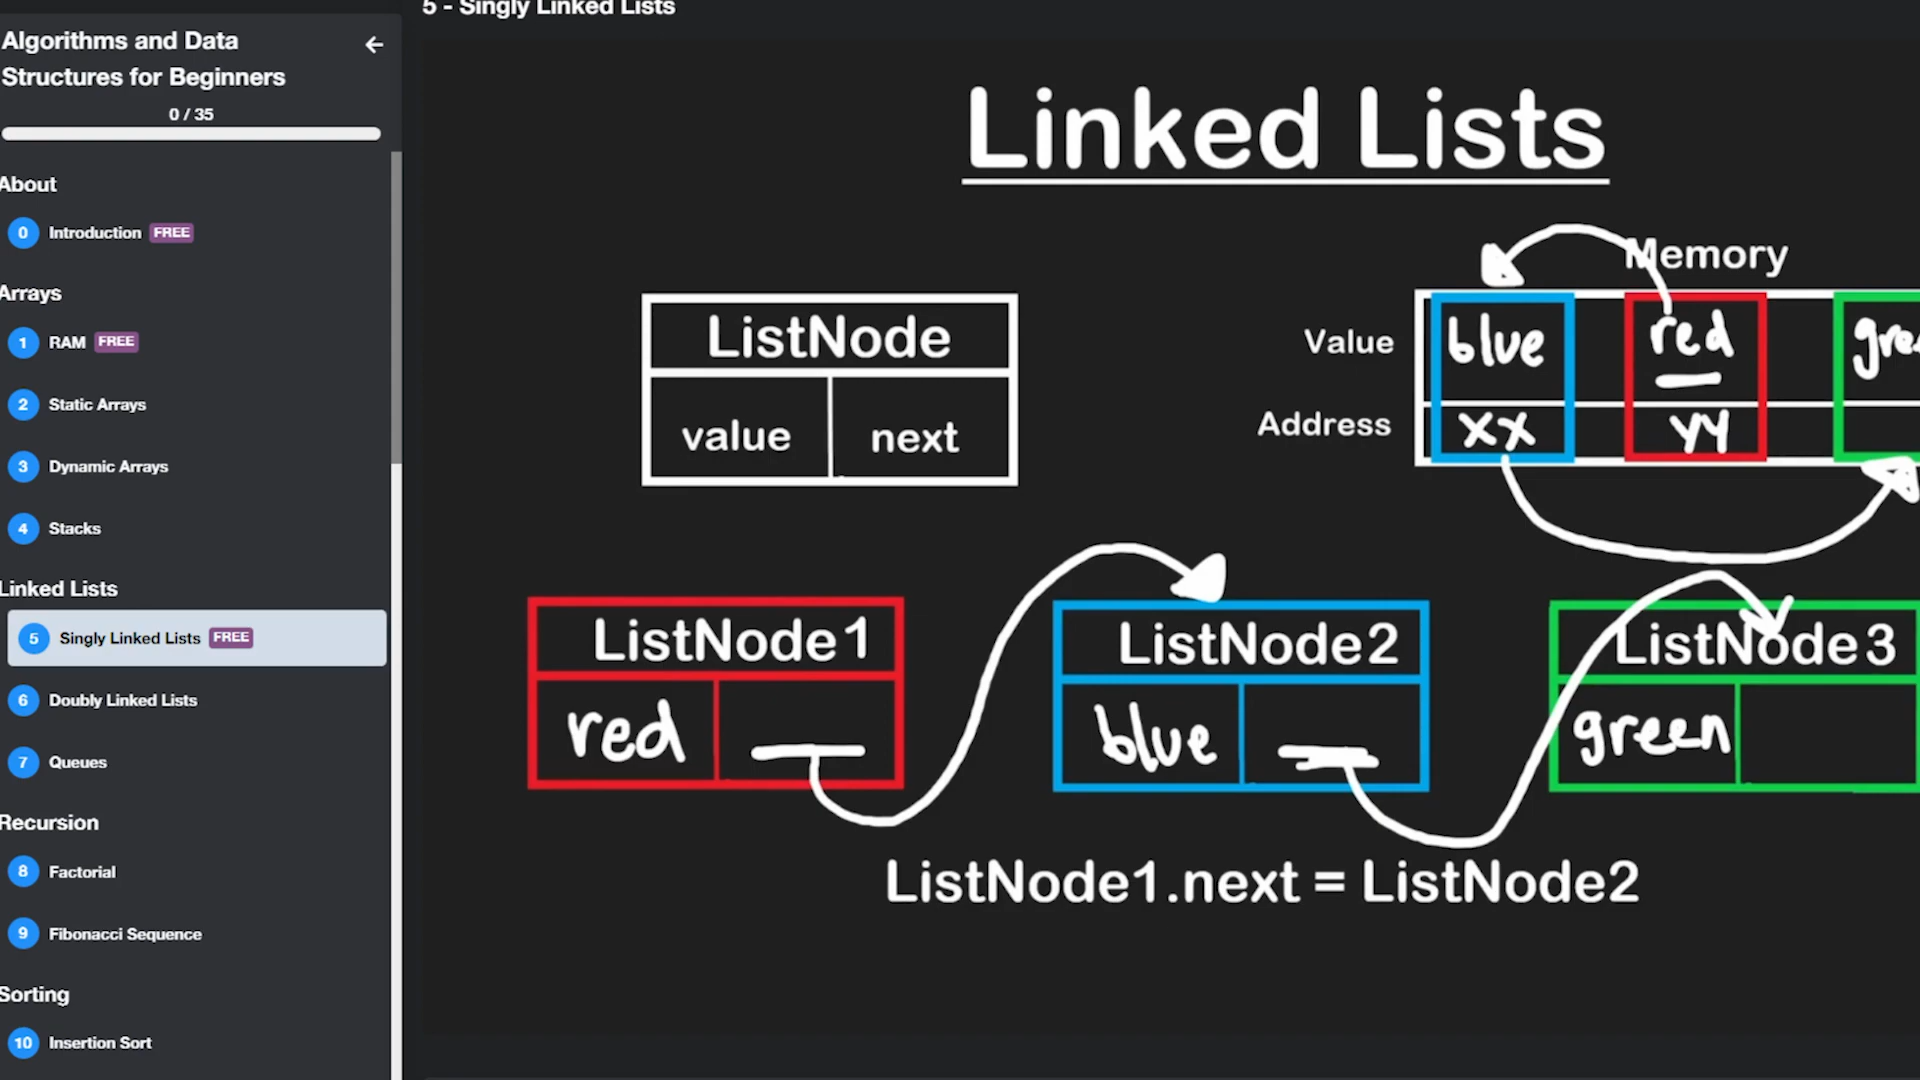 Algorithms and Data
Structures for Beginners
0 / 35
About
0 Introduction FREE
Arrays
1 RAM FREE
2 Static Arrays
3 Dynamic Arrays
4 Stacks
Linked Lists
5 Singly Linked Lists FREE
6 Doubly Linked Lists
7 Queues
Recursion
8 Factorial
9 Fibonacci Sequence
Sorting
10 Insertion Sort
5 - Singly Linked Lists
Linked Lists
ListNode
value next
Memory
Value blue red gree
Address xx yy
ListNode1
red
ListNode2
blue
ListNode3
green
ListNode1.next = ListNode2